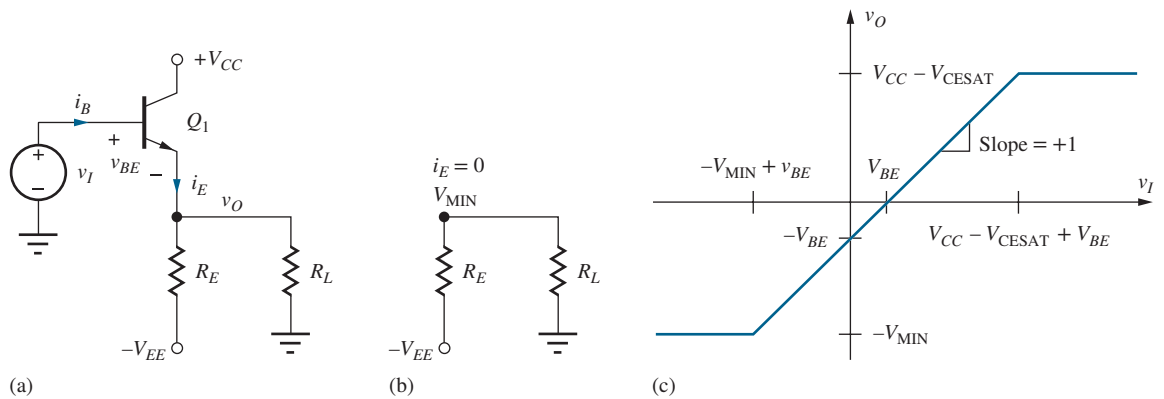 +V_CC
i_B
Q_1
+
v_BE
−
+
−
v_I
i_E
v_O
R_E
R_L
−V_EE
(a)
i_E = 0
V_MIN
R_E
R_L
−V_EE
(b)
v_O
V_CC − V_CESAT
Slope = +1
−V_MIN + v_BE
V_BE
v_I
−V_BE
V_CC − V_CESAT + V_BE
−V_MIN
(c)